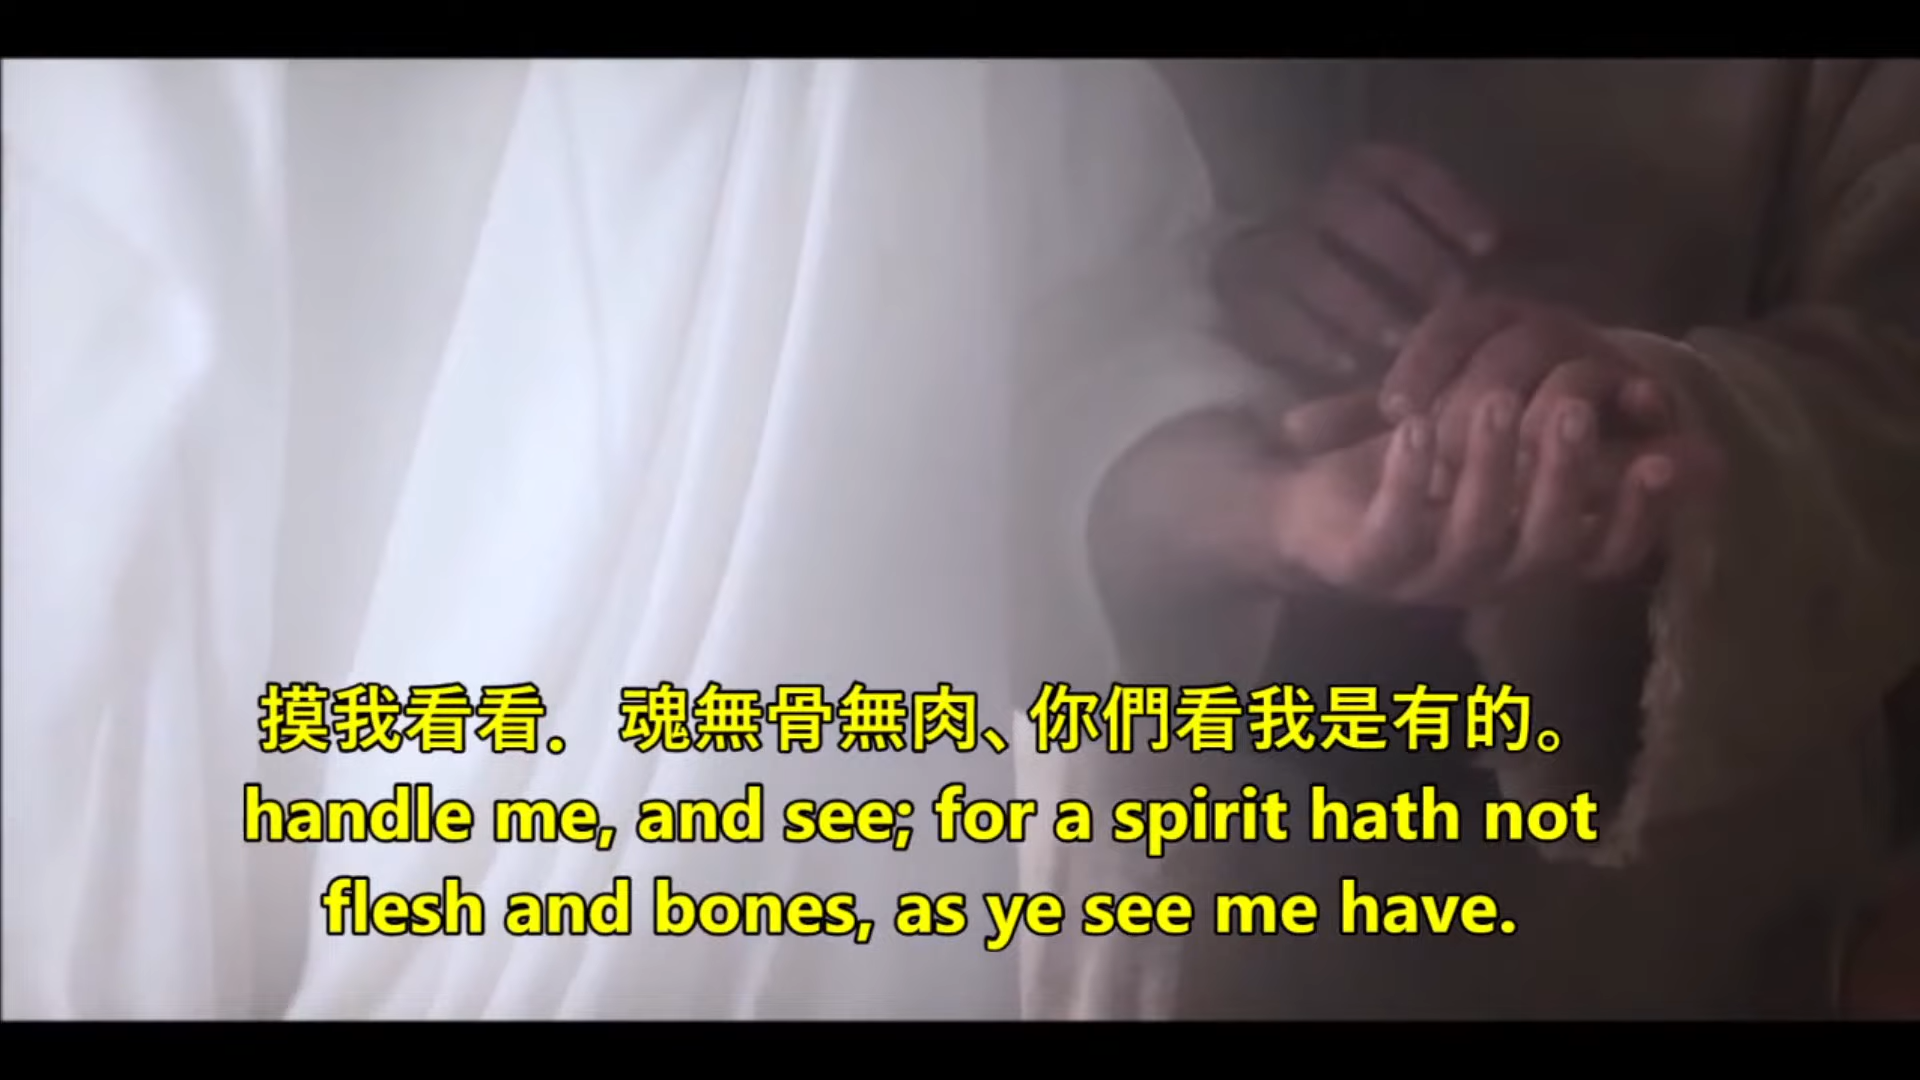 摸我看看． 魂無骨無肉、你們看我是有的。
handle me, and see; for a spirit hath not
flesh and bones, as ye see me have.